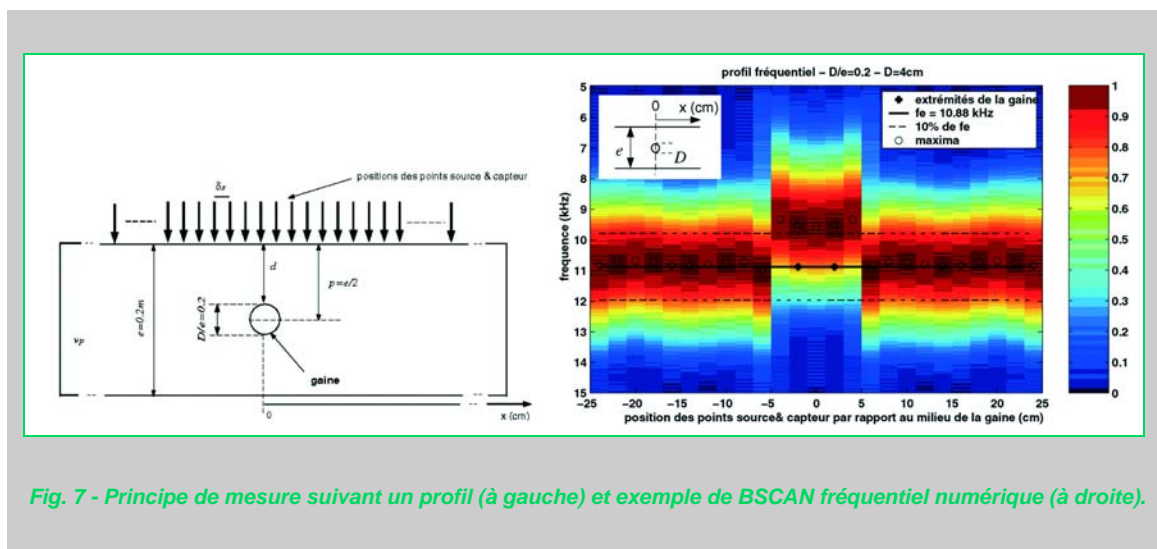 positions des points source & capteur
δs
d
p=e/2
e=0.2m
D/e=0.2
vp
gaine
0
x (cm)
profil fréquentiel – D/e=0.2 – D=4cm
0
x (cm)
e
D
extrémités de la gaine
fe = 10.88 kHz
10% de fe
maxima
frequence (kHz)
5
6
7
8
9
10
11
12
13
14
15
−25 −20 −15 −10 −5 0 5 10 15 20 25
position des points source& capteur par rapport au milieu de la gaine (cm)
1
0.9
0.8
0.7
0.6
0.5
0.4
0.3
0.2
0.1
0
Fig. 7 - Principe de mesure suivant un profil (à gauche) et exemple de BSCAN fréquentiel numérique (à droite).